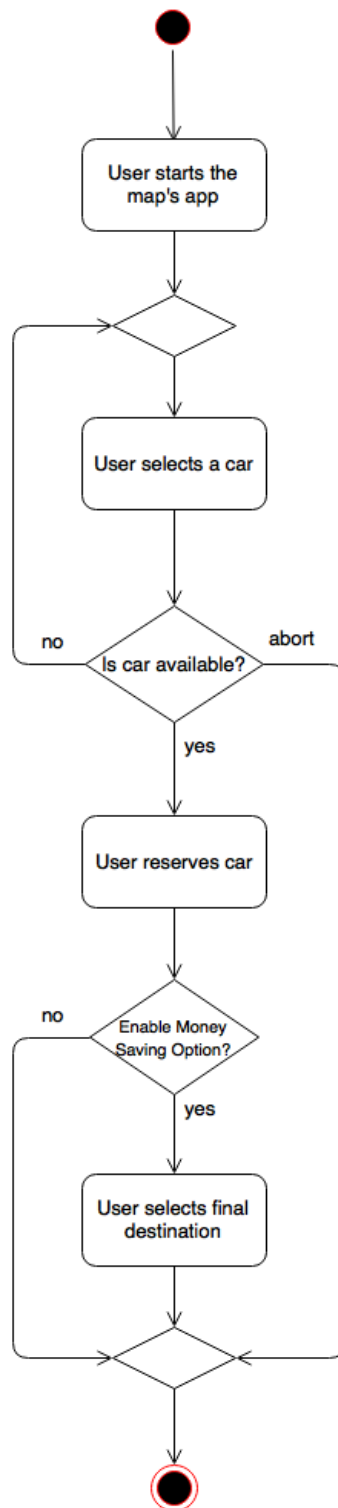 User starts the
map's app
User selects a car
no
abort
Is car available?
yes
User reserves car
no
Enable Money
Saving Option?
yes
User selects final
destination